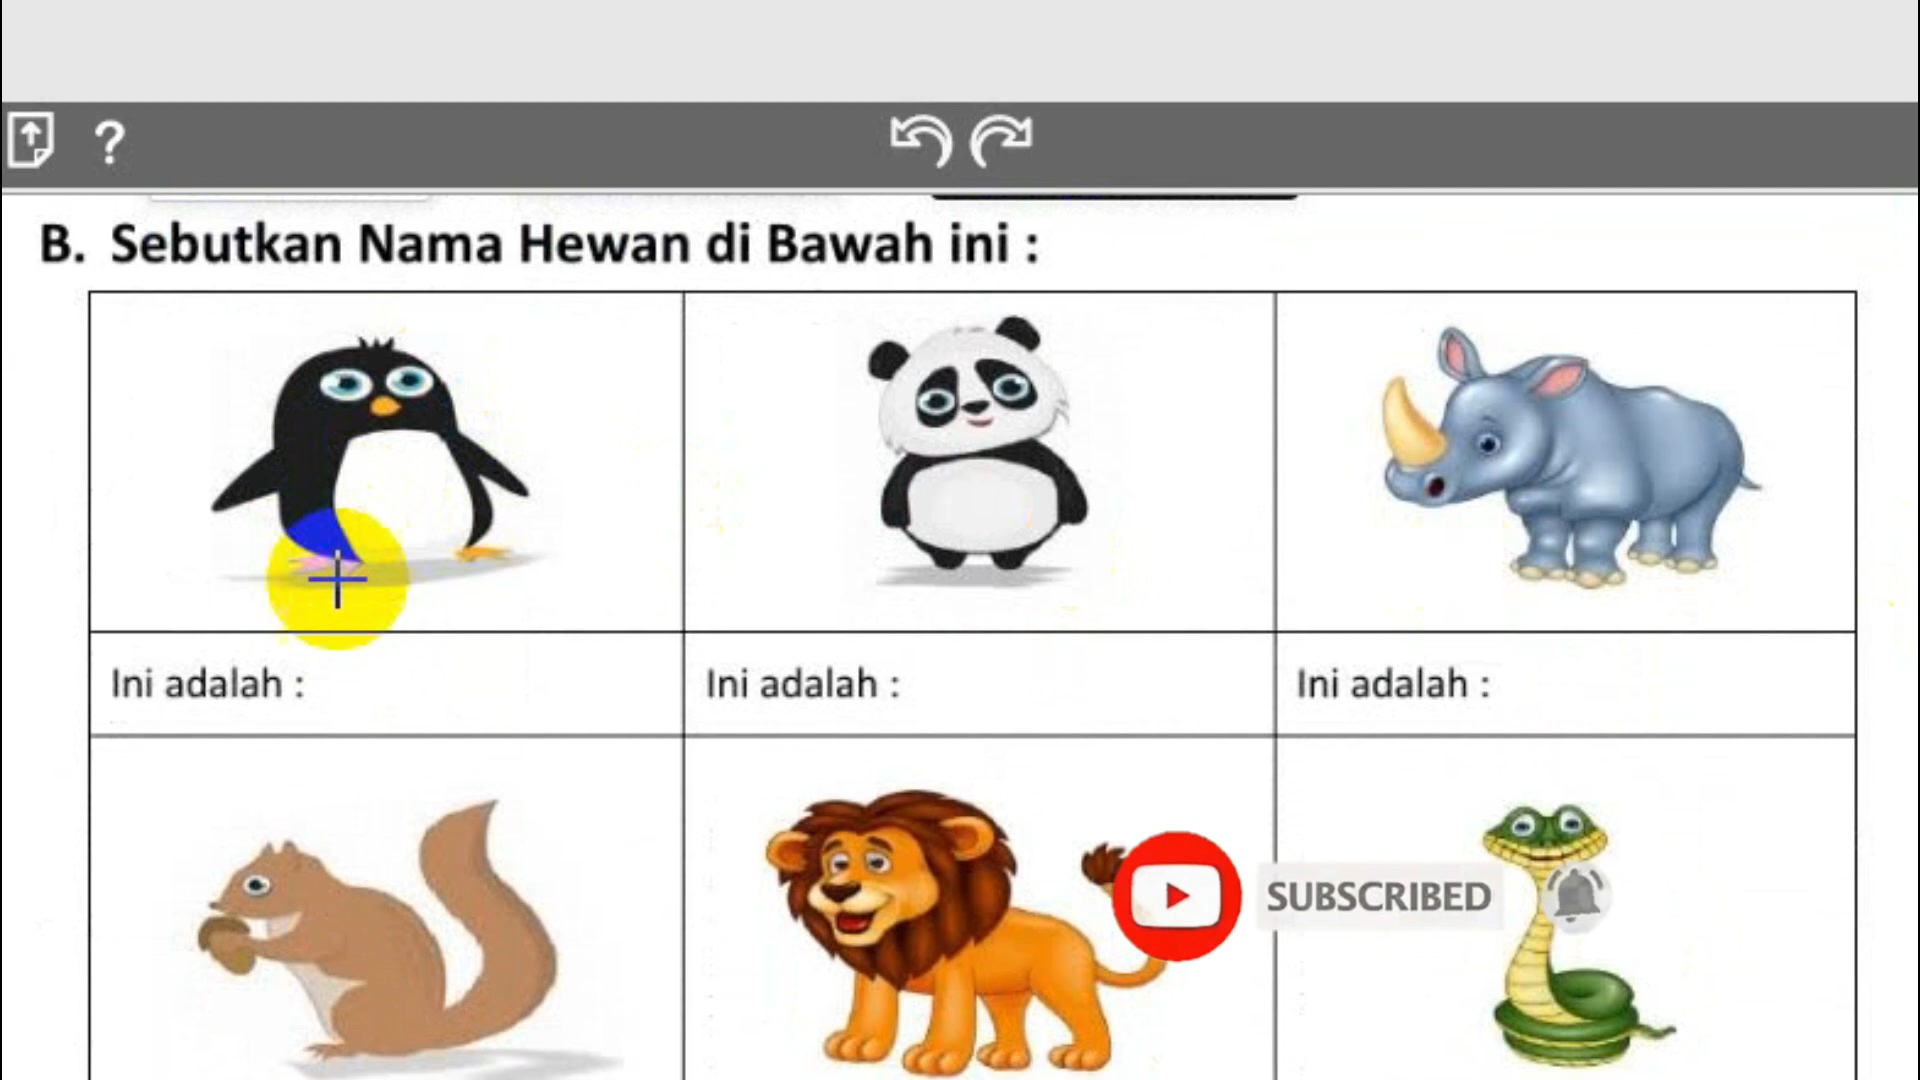 ?
B. Sebutkan Nama Hewan di Bawah ini :
Ini adalah :
Ini adalah :
Ini adalah :
SUBSCRIBED